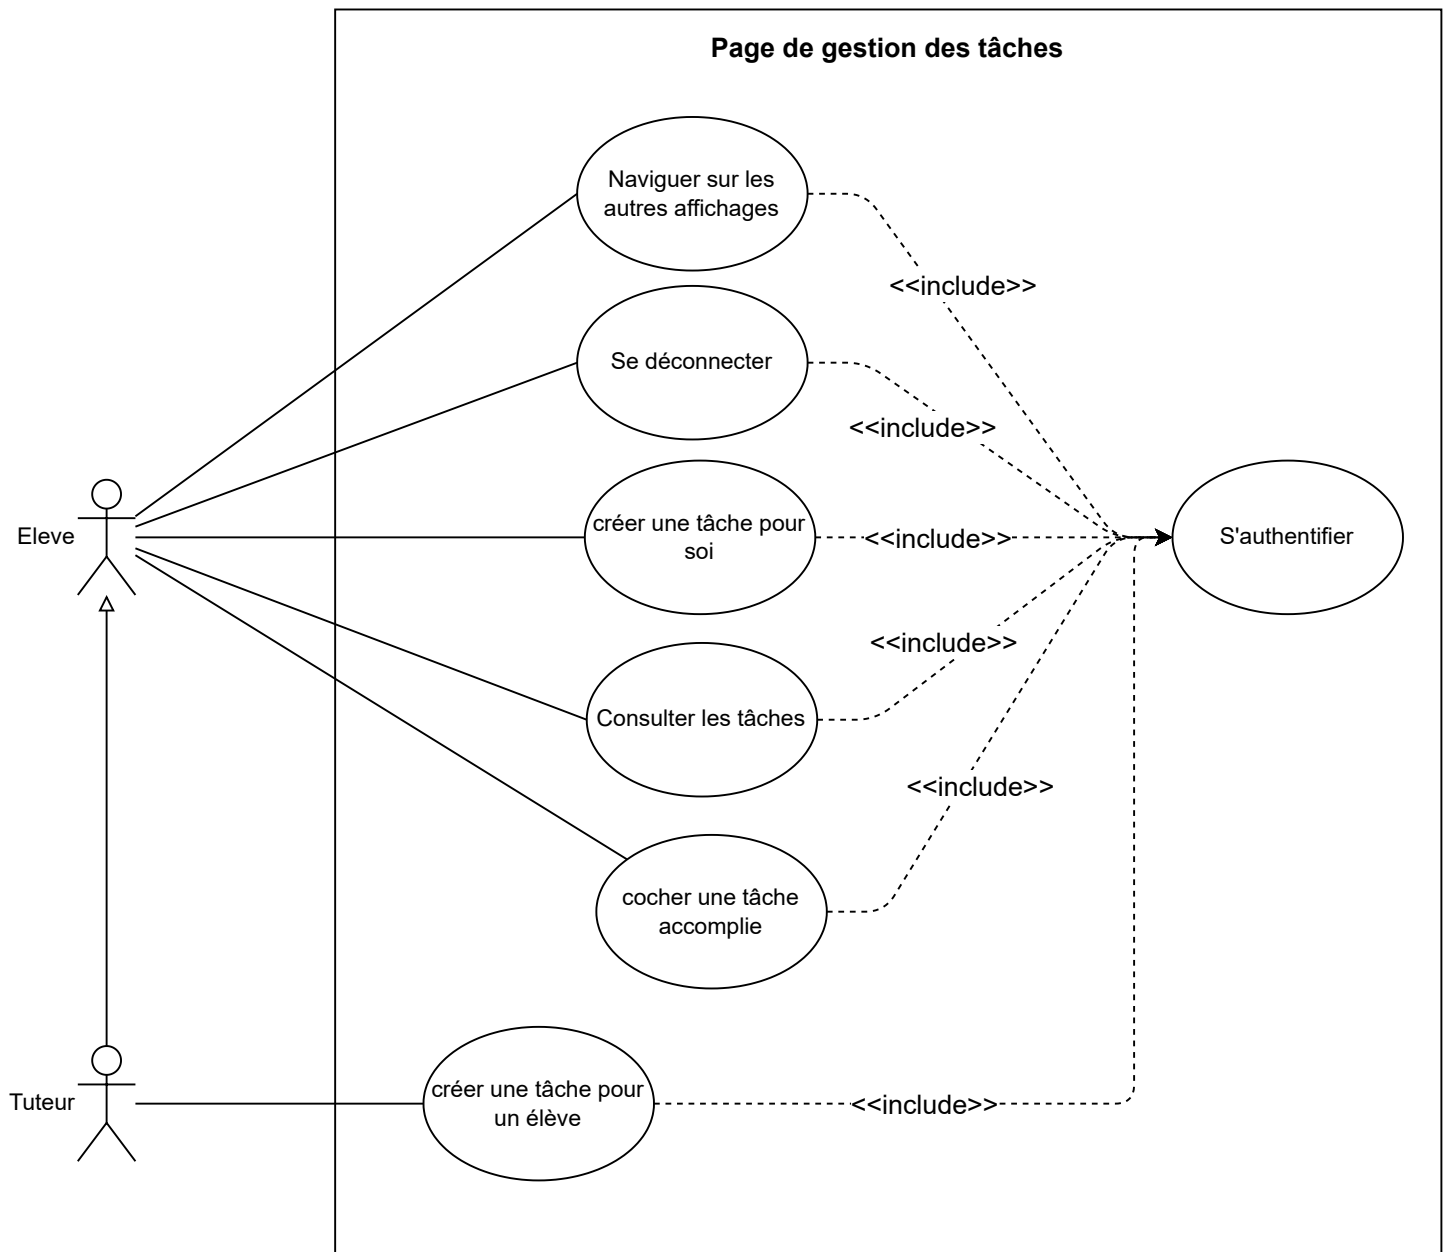 Page de gestion des tâches
Naviguer sur les
autres affichages
<<include>>
Se déconnecter
<<include>>
Eleve
créer une tâche pour
soi
<<include>>
S'authentifier
<<include>>
Consulter les tâches
<<include>>
cocher une tâche
accomplie
Tuteur
créer une tâche pour
un élève
<<include>>